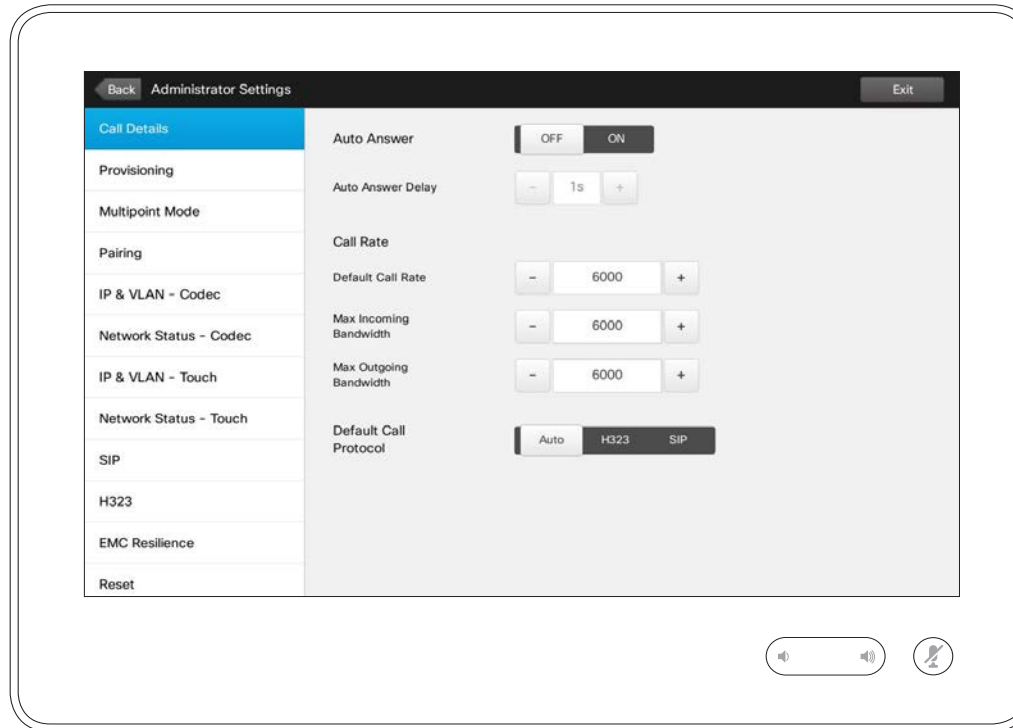 Back Administrator Settings Exit
Call Details
Provisioning
Multipoint Mode
Pairing
IP & VLAN - Codec
Network Status - Codec
IP & VLAN - Touch
Network Status - Touch
SIP
H323
EMC Resilience
Reset
Auto Answer OFF ON
Auto Answer Delay - 1s +
Call Rate
Default Call Rate - 6000 +
Max Incoming
Bandwidth - 6000 +
Max Outgoing
Bandwidth - 6000 +
Default Call
Protocol Auto H323 SIP